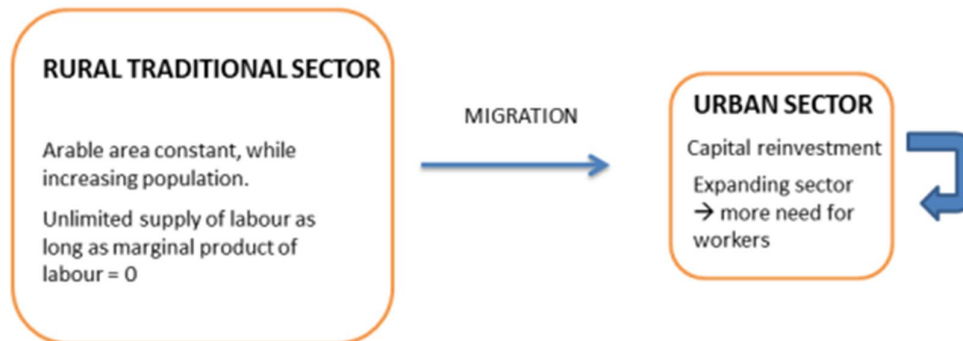 RURAL TRADITIONAL SECTOR
Arable area constant, while
increasing population.
Unlimited supply of labour as
long as marginal product of
labour = 0
MIGRATION
URBAN SECTOR
Capital reinvestment
Expanding sector
→ more need for
workers